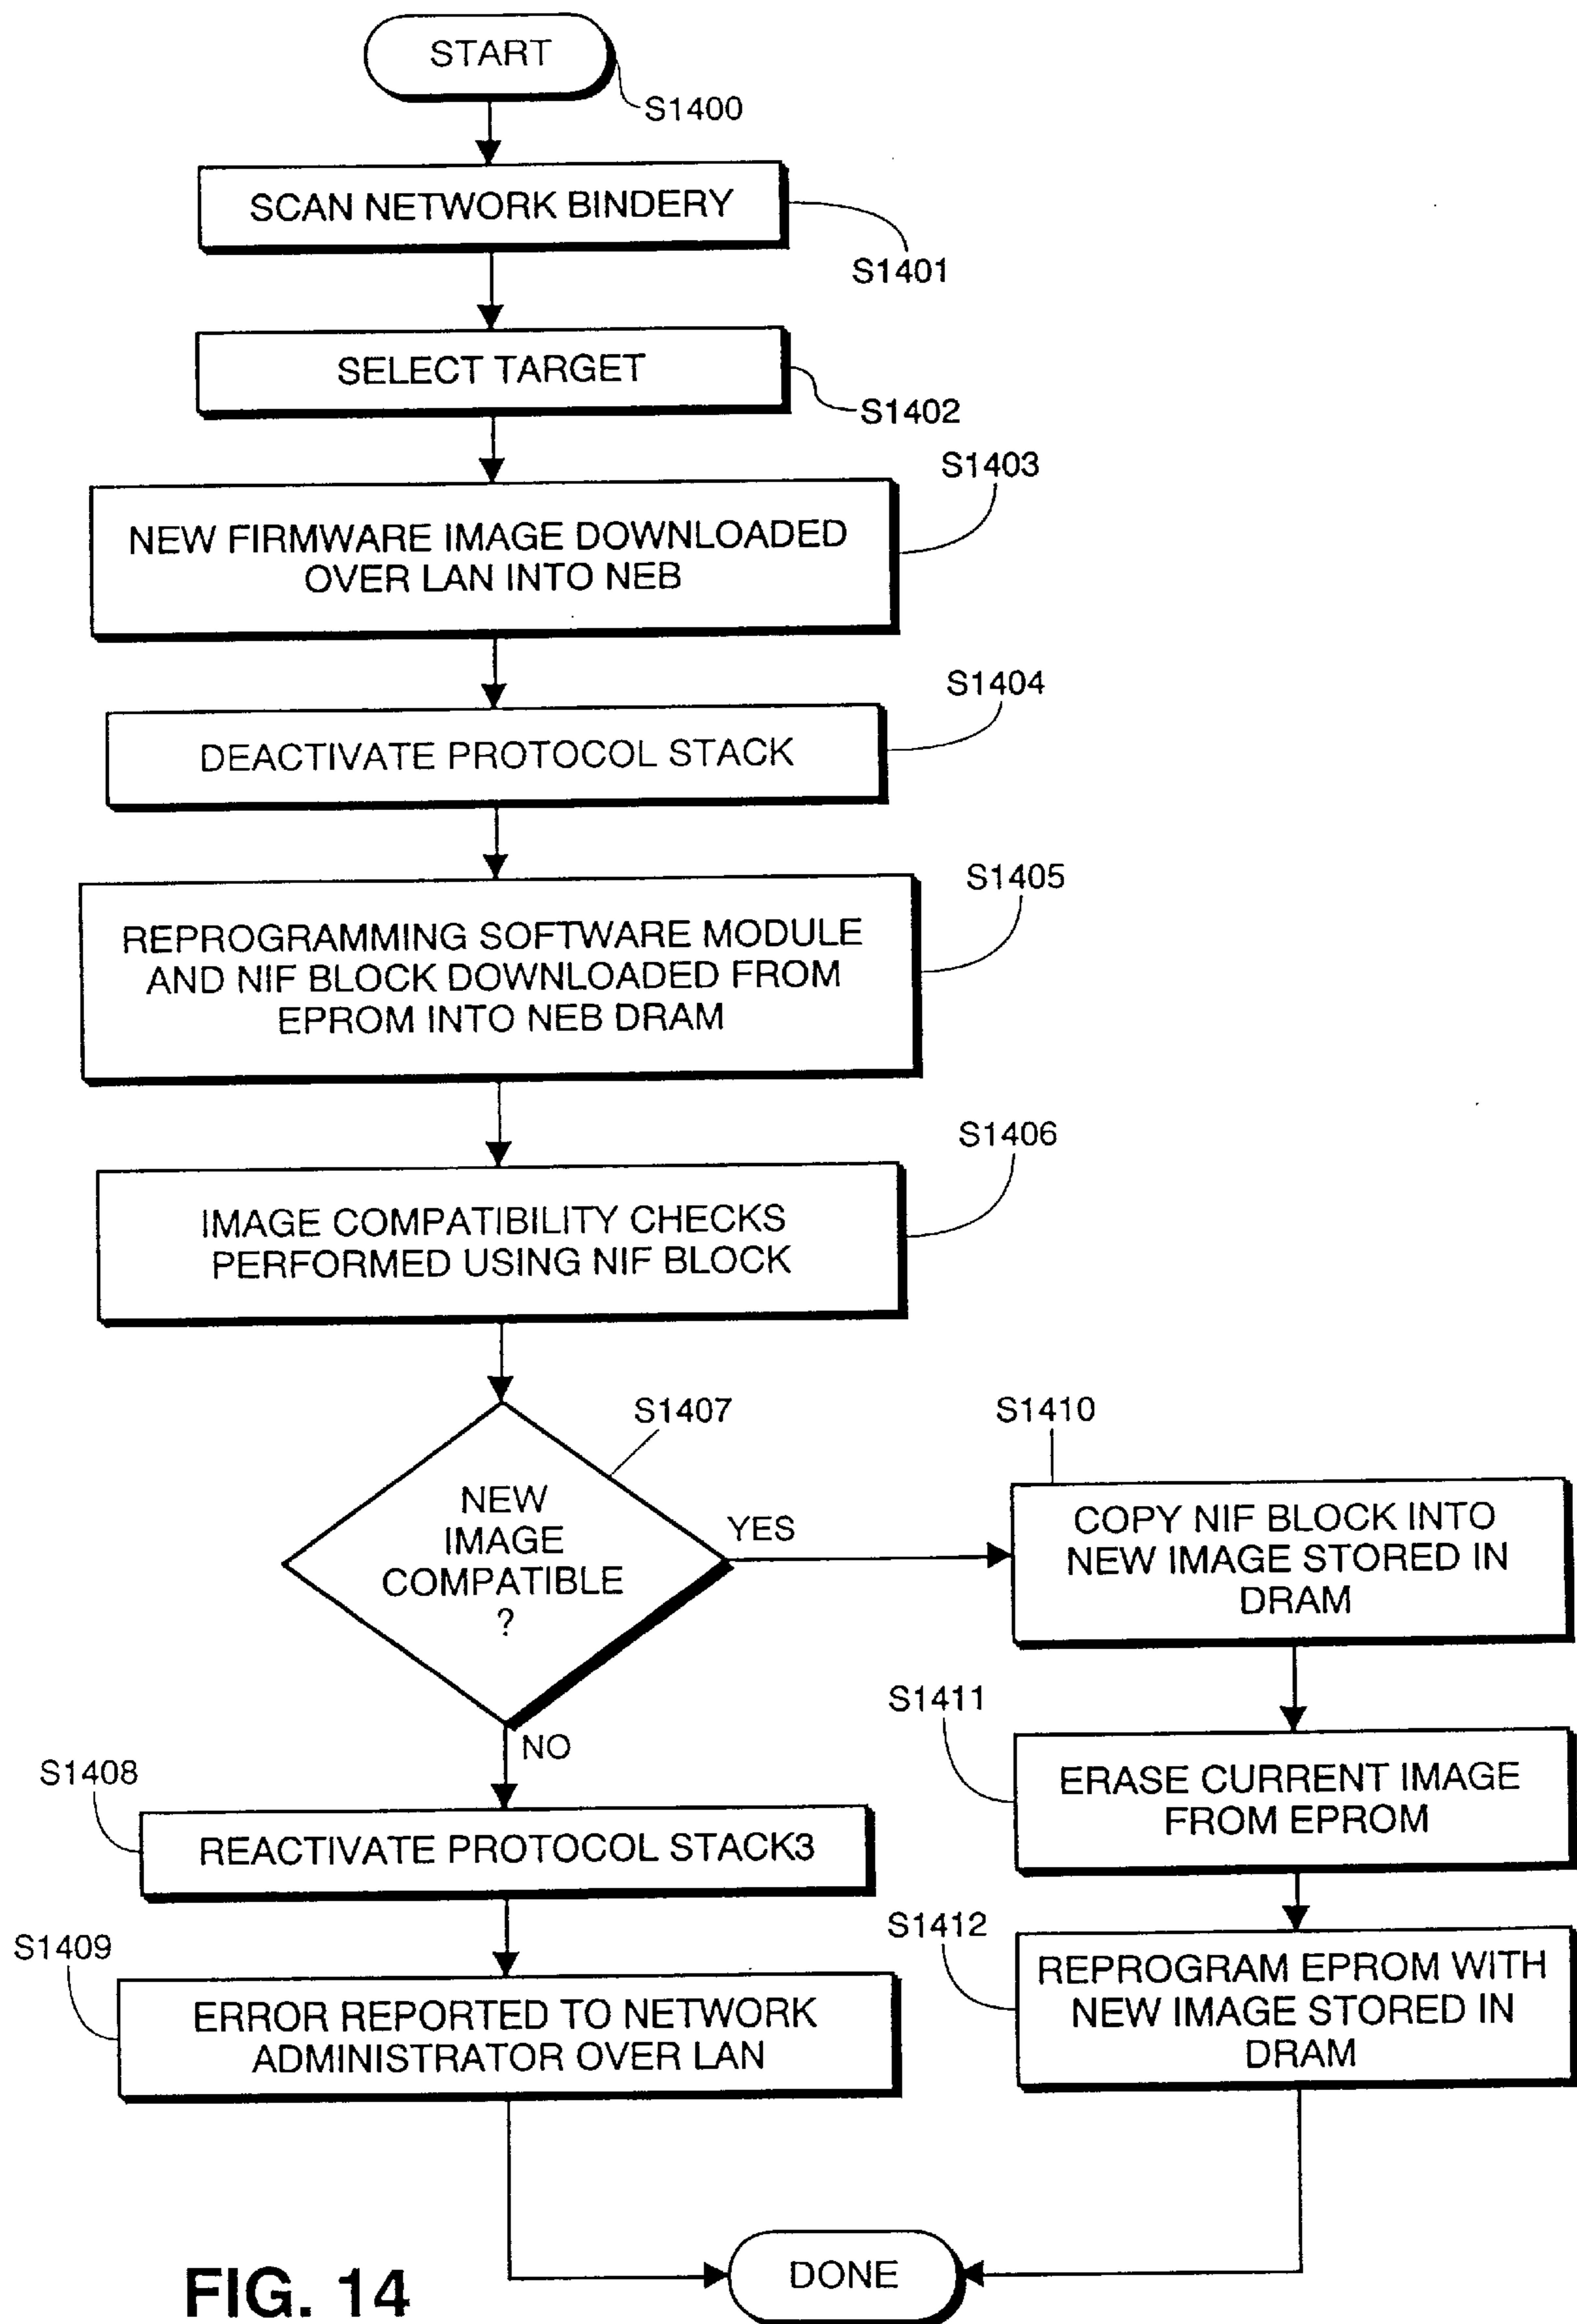 START
S1400
SCAN NETWORK BINDERY
S1401
SELECT TARGET
S1402
S1403
NEW FIRMWARE IMAGE DOWNLOADED
OVER LAN INTO NEB
S1404
DEACTIVATE PROTOCOL STACK
S1405
REPROGRAMMING SOFTWARE MODULE
AND NIF BLOCK DOWNLOADED FROM
EPROM INTO NEB DRAM
S1406
IMAGE COMPATIBILITY CHECKS
PERFORMED USING NIF BLOCK
S1407
NEW
IMAGE
COMPATIBLE
?
YES
NO
S1410
COPY NIF BLOCK INTO
NEW IMAGE STORED IN
DRAM
S1411
ERASE CURRENT IMAGE
FROM EPROM
S1412
REPROGRAM EPROM WITH
NEW IMAGE STORED IN
DRAM
S1408
REACTIVATE PROTOCOL STACK3
S1409
ERROR REPORTED TO NETWORK
ADMINISTRATOR OVER LAN
DONE
FIG. 14